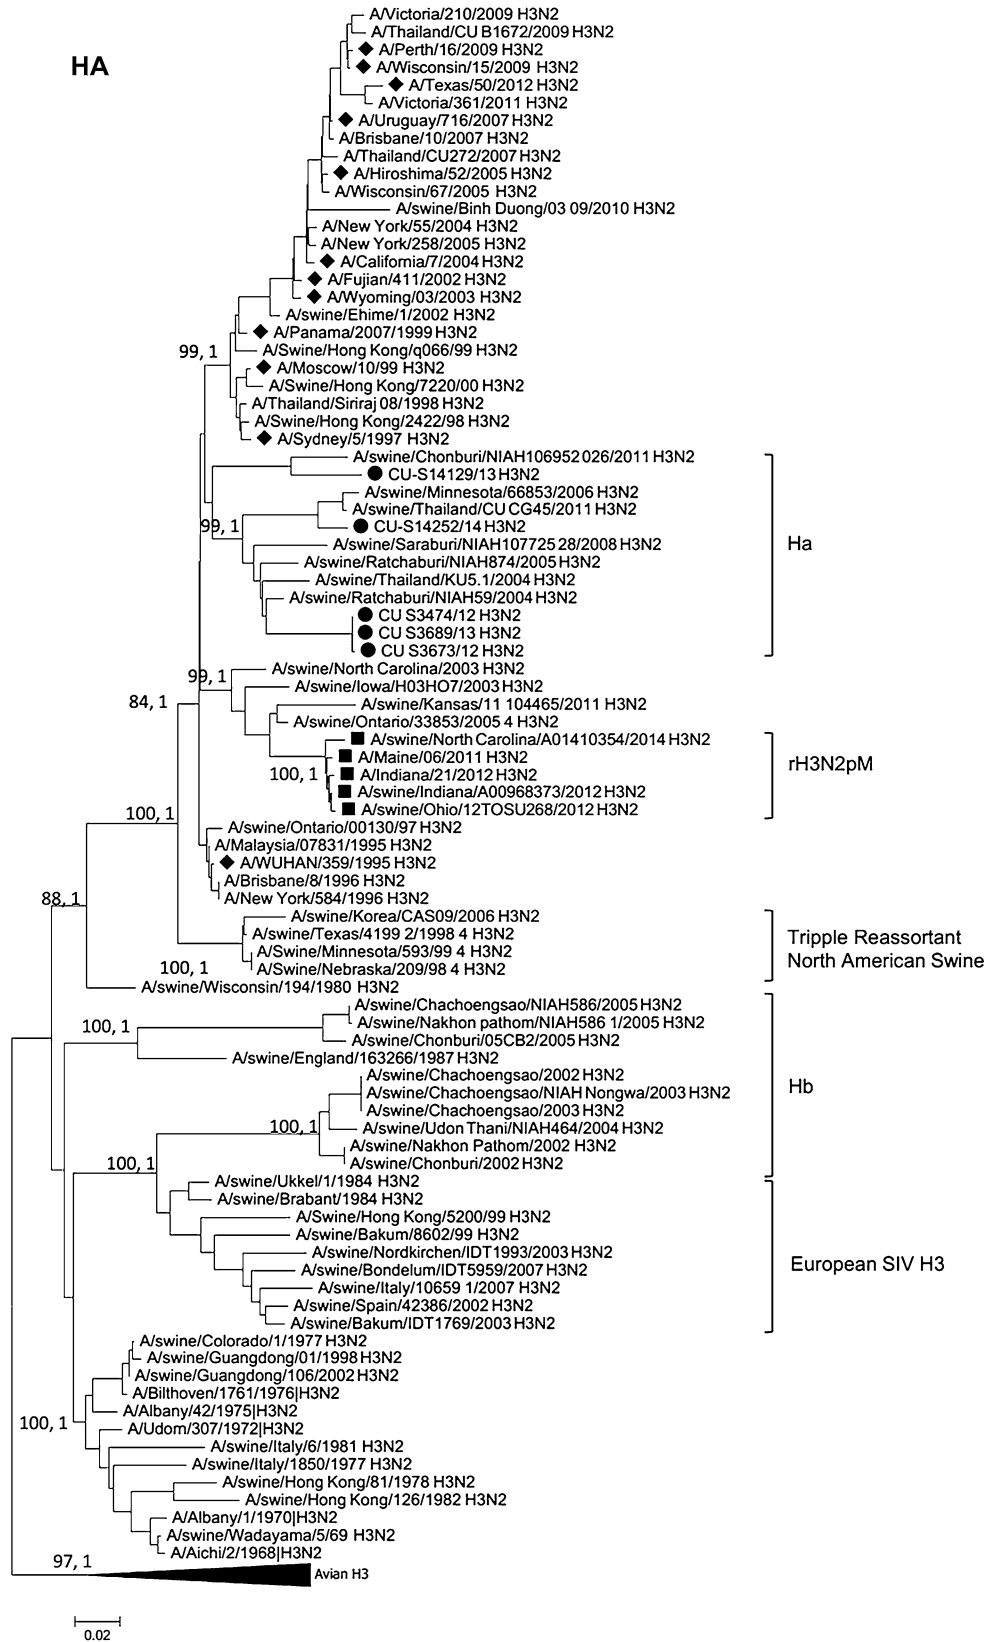 HA
A/Victoria/210/2009 H3N2
A/Thailand/CU B1672/2009 H3N2
A/Perth/16/2009 H3N2
A/Wisconsin/15/2009 H3N2
A/Texas/50/2012 H3N2
A/Victoria/361/2011 H3N2
A/Uruguay/716/2007 H3N2
A/Brisbane/10/2007 H3N2
A/Thailand/CU272/2007 H3N2
A/Hiroshima/52/2005 H3N2
A/Wisconsin/67/2005 H3N2
A/swine/Binh Duong/03 09/2010 H3N2
A/New York/55/2004 H3N2
A/New York/258/2005 H3N2
A/California/7/2004 H3N2
A/Fujian/411/2002 H3N2
A/Wyoming/03/2003 H3N2
A/swine/Ehime/1/2002 H3N2
A/Panama/2007/1999 H3N2
99, 1
A/Swine/Hong Kong/q066/99 H3N2
A/Moscow/10/99 H3N2
A/Swine/Hong Kong/7220/00 H3N2
A/Thailand/Siriraj 08/1998 H3N2
A/Swine/Hong Kong/2422/98 H3N2
A/Sydney/5/1997 H3N2
A/swine/Chonburi/NIAH106952 026/2011 H3N2
CU-S14129/13 H3N2
A/swine/Minnesota/66853/2006 H3N2
A/swine/Thailand/CU CG45/2011 H3N2
99, 1
CU-S14252/14 H3N2
A/swine/Saraburi/NIAH107725 28/2008 H3N2
Ha
A/swine/Ratchaburi/NIAH874/2005 H3N2
A/swine/Thailand/KU5.1/2004 H3N2
A/swine/Ratchaburi/NIAH59/2004 H3N2
CU S3474/12 H3N2
CU S3689/13 H3N2
CU S3673/12 H3N2
A/swine/North Carolina/2003 H3N2
99, 1
A/swine/Iowa/H03HO7/2003 H3N2
84, 1
A/swine/Kansas/11 104465/2011 H3N2
A/swine/Ontario/33853/2005 4 H3N2
A/swine/North Carolina/A01410354/2014 H3N2
A/Maine/06/2011 H3N2
rH3N2pM
100, 1
A/Indiana/21/2012 H3N2
A/swine/Indiana/A00968373/2012 H3N2
A/swine/Ohio/12TOSU268/2012 H3N2
100, 1
A/swine/Ontario/00130/97 H3N2
A/Malaysia/07831/1995 H3N2
A/WUHAN/359/1995 H3N2
A/Brisbane/8/1996 H3N2
88, 1
A/New York/584/1996 H3N2
A/swine/Korea/CAS09/2006 H3N2
A/swine/Texas/4199 2/1998 4 H3N2
Tripple Reassortant
A/Swine/Minnesota/593/99 4 H3N2
North American Swine
100, 1
A/Swine/Nebraska/209/98 4 H3N2
A/swine/Wisconsin/194/1980 H3N2
A/swine/Chachoengsao/NIAH586/2005 H3N2
100, 1
A/swine/Nakhon pathom/NIAH586 1/2005 H3N2
A/swine/Chonburi/05CB2/2005 H3N2
A/swine/England/163266/1987 H3N2
A/swine/Chachoengsao/2002 H3N2
Hb
A/swine/Chachoengsao/NIAH Nongwa/2003 H3N2
A/swine/Chachoengsao/2003 H3N2
100, 1
A/swine/Udon Thani/NIAH464/2004 H3N2
A/swine/Nakhon Pathom/2002 H3N2
100, 1
A/swine/Chonburi/2002 H3N2
A/swine/Ukkel/1/1984 H3N2
A/swine/Brabant/1984 H3N2
A/Swine/Hong Kong/5200/99 H3N2
A/swine/Bakum/8602/99 H3N2
A/swine/Nordkirchen/IDT1993/2003 H3N2
European SIV H3
A/swine/Bondelum/IDT5959/2007 H3N2
A/swine/Italy/10659 1/2007 H3N2
A/swine/Spain/42386/2002 H3N2
A/swine/Bakum/IDT1769/2003 H3N2
A/swine/Colorado/1/1977 H3N2
A/swine/Guangdong/01/1998 H3N2
A/swine/Guangdong/106/2002 H3N2
A/Bilthoven/1761/1976|H3N2
A/Albany/42/1975|H3N2
100, 1
A/Udorn/307/1972|H3N2
A/swine/Italy/6/1981 H3N2
A/swine/Italy/1850/1977 H3N2
A/swine/Hong Kong/81/1978 H3N2
A/swine/Hong Kong/126/1982 H3N2
A/Albany/1/1970|H3N2
A/swine/Wadayama/5/69 H3N2
A/Aichi/2/1968|H3N2
97, 1
Avian H3
0.02